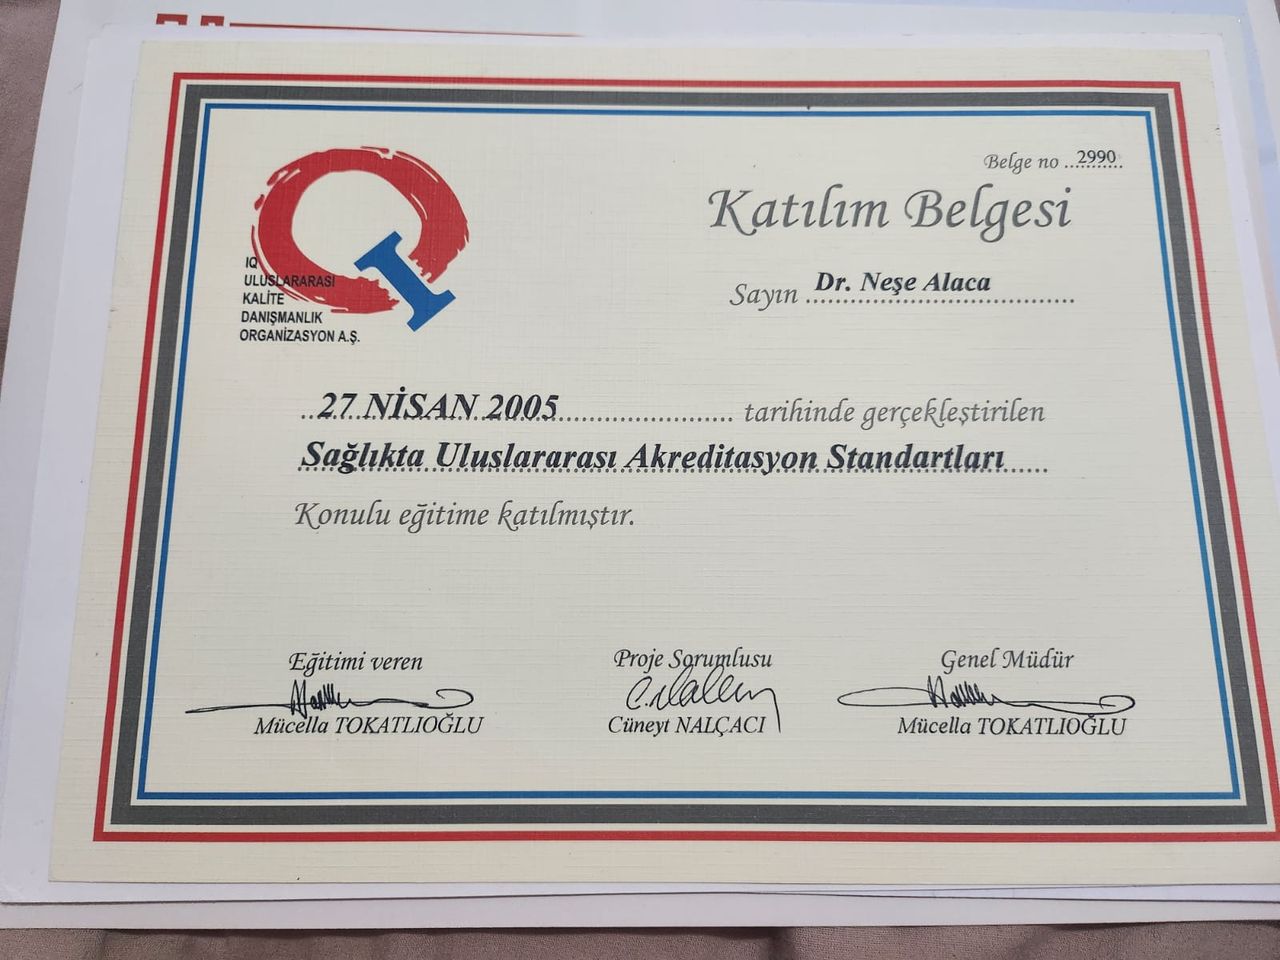 Belge no ..2990..
Katılım Belgesi
Sayın Dr. Neşe Alaca
IQ
ULUSLARARASI
KALİTE
DANIŞMANLIK
ORGANİZASYON A.Ş.
27 NİSAN 2005 tarihinde gerçekleştirilen
Sağlıkta Uluslararası Akreditasyon Standartları
Konulu eğitime katılmıştır.
Eğitimi veren Proje Sorumlusu Genel Müdür
Mücella TOKATLIOĞLU Cüneyt NALÇACI Mücella TOKATLIOĞLU